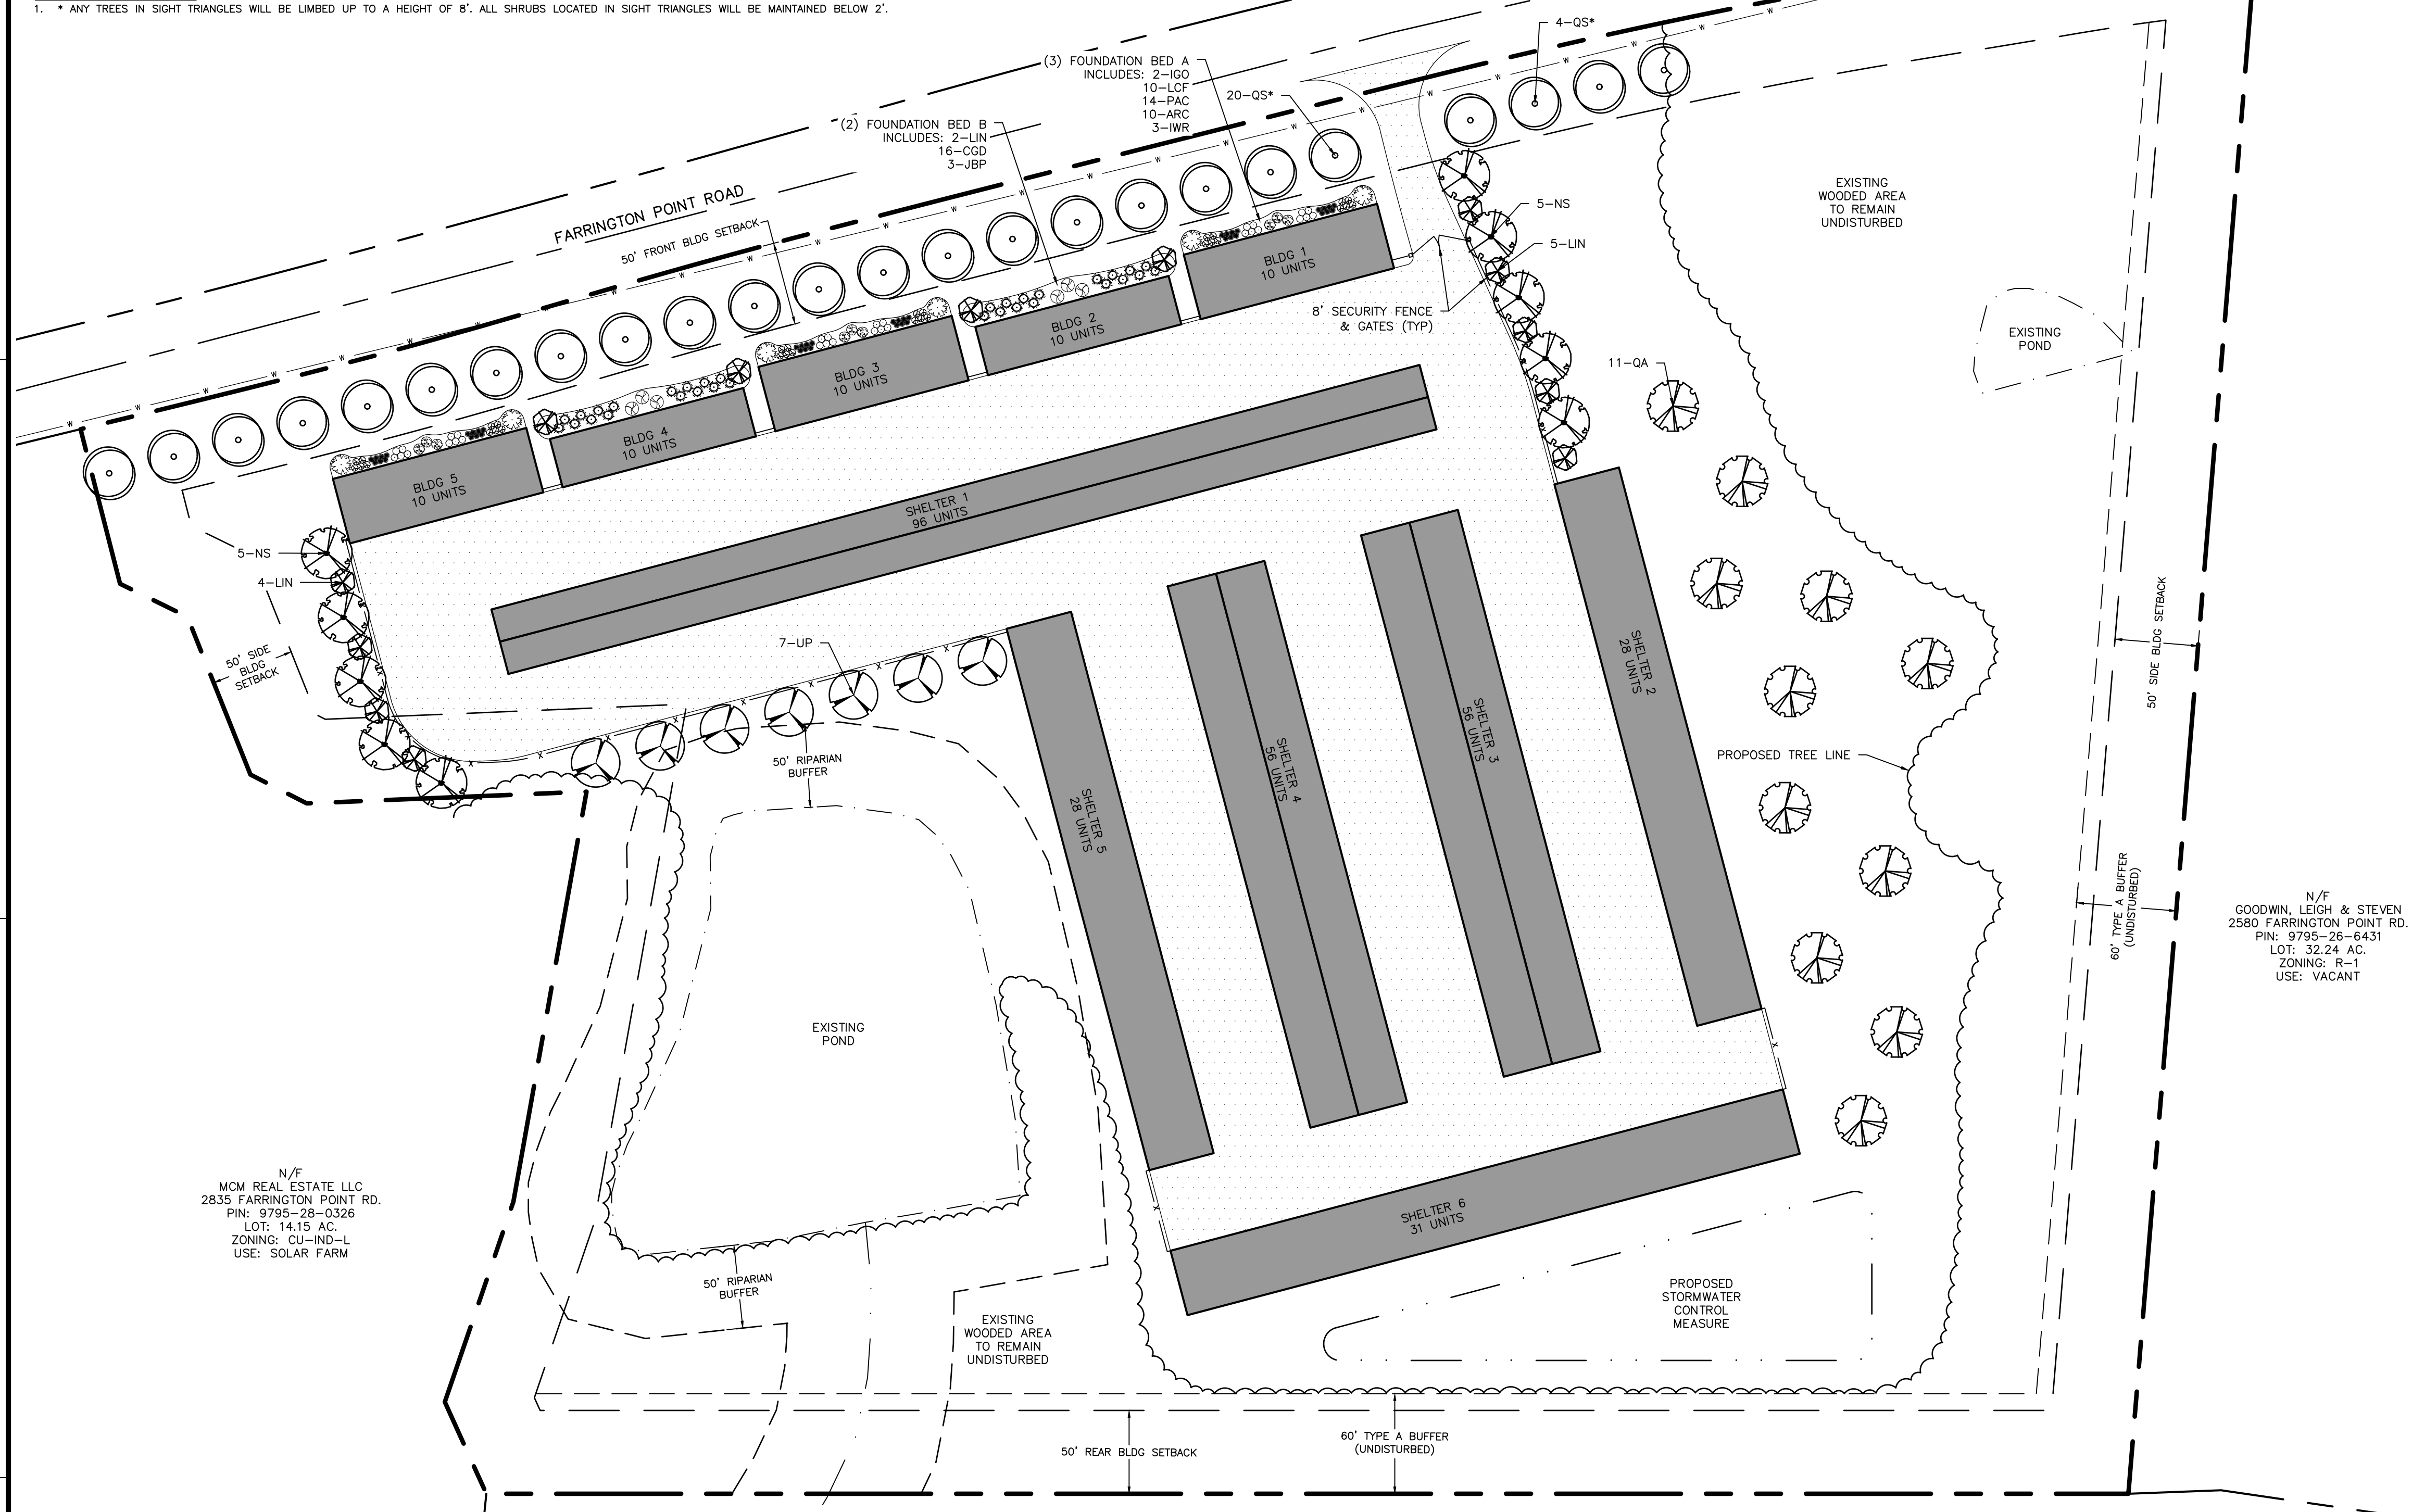 1. * ANY TREES IN SIGHT TRIANGLES WILL BE LIMBED UP TO A HEIGHT OF 8'. ALL SHRUBS LOCATED IN SIGHT TRIANGLES WILL BE MAINTAINED BELOW 2'.
4-QS*
(3) FOUNDATION BED A
INCLUDES: 2-IGO
10-LCF
14-PAC
10-ARC
3-IWR
20-QS*
(2) FOUNDATION BED B
INCLUDES: 2-LIN
16-CGD
3-JBP
FARRINGTON POINT ROAD
50' FRONT BLDG SETBACK
EXISTING
WOODED AREA
TO REMAIN
UNDISTURBED
5-NS
5-LIN
8' SECURITY FENCE
& GATES (TYP)
EXISTING
POND
11-QA
BLDG 1
10 UNITS
BLDG 2
10 UNITS
BLDG 3
10 UNITS
BLDG 4
10 UNITS
BLDG 5
10 UNITS
SHELTER 1
96 UNITS
5-NS
4-LIN
50' SIDE
BLDG
SETBACK
7-UP
SHELTER 2
28 UNITS
SHELTER 3
56 UNITS
SHELTER 4
56 UNITS
SHELTER 5
28 UNITS
50' SIDE BLDG SETBACK
PROPOSED TREE LINE
50' RIPARIAN
BUFFER
60' TYPE A BUFFER
(UNDISTURBED)
N/F
GOODWIN, LEIGH & STEVEN
2580 FARRINGTON POINT RD.
PIN: 9795-26-6431
LOT: 32.24 AC.
ZONING: R-1
USE: VACANT
EXISTING
POND
N/F
MCM REAL ESTATE LLC
2835 FARRINGTON POINT RD.
PIN: 9795-28-0326
LOT: 14.15 AC.
ZONING: CU-IND-L
USE: SOLAR FARM
SHELTER 6
31 UNITS
50' RIPARIAN
BUFFER
EXISTING
WOODED AREA
TO REMAIN
UNDISTURBED
PROPOSED
STORMWATER
CONTROL
MEASURE
50' REAR BLDG SETBACK
60' TYPE A BUFFER
(UNDISTURBED)